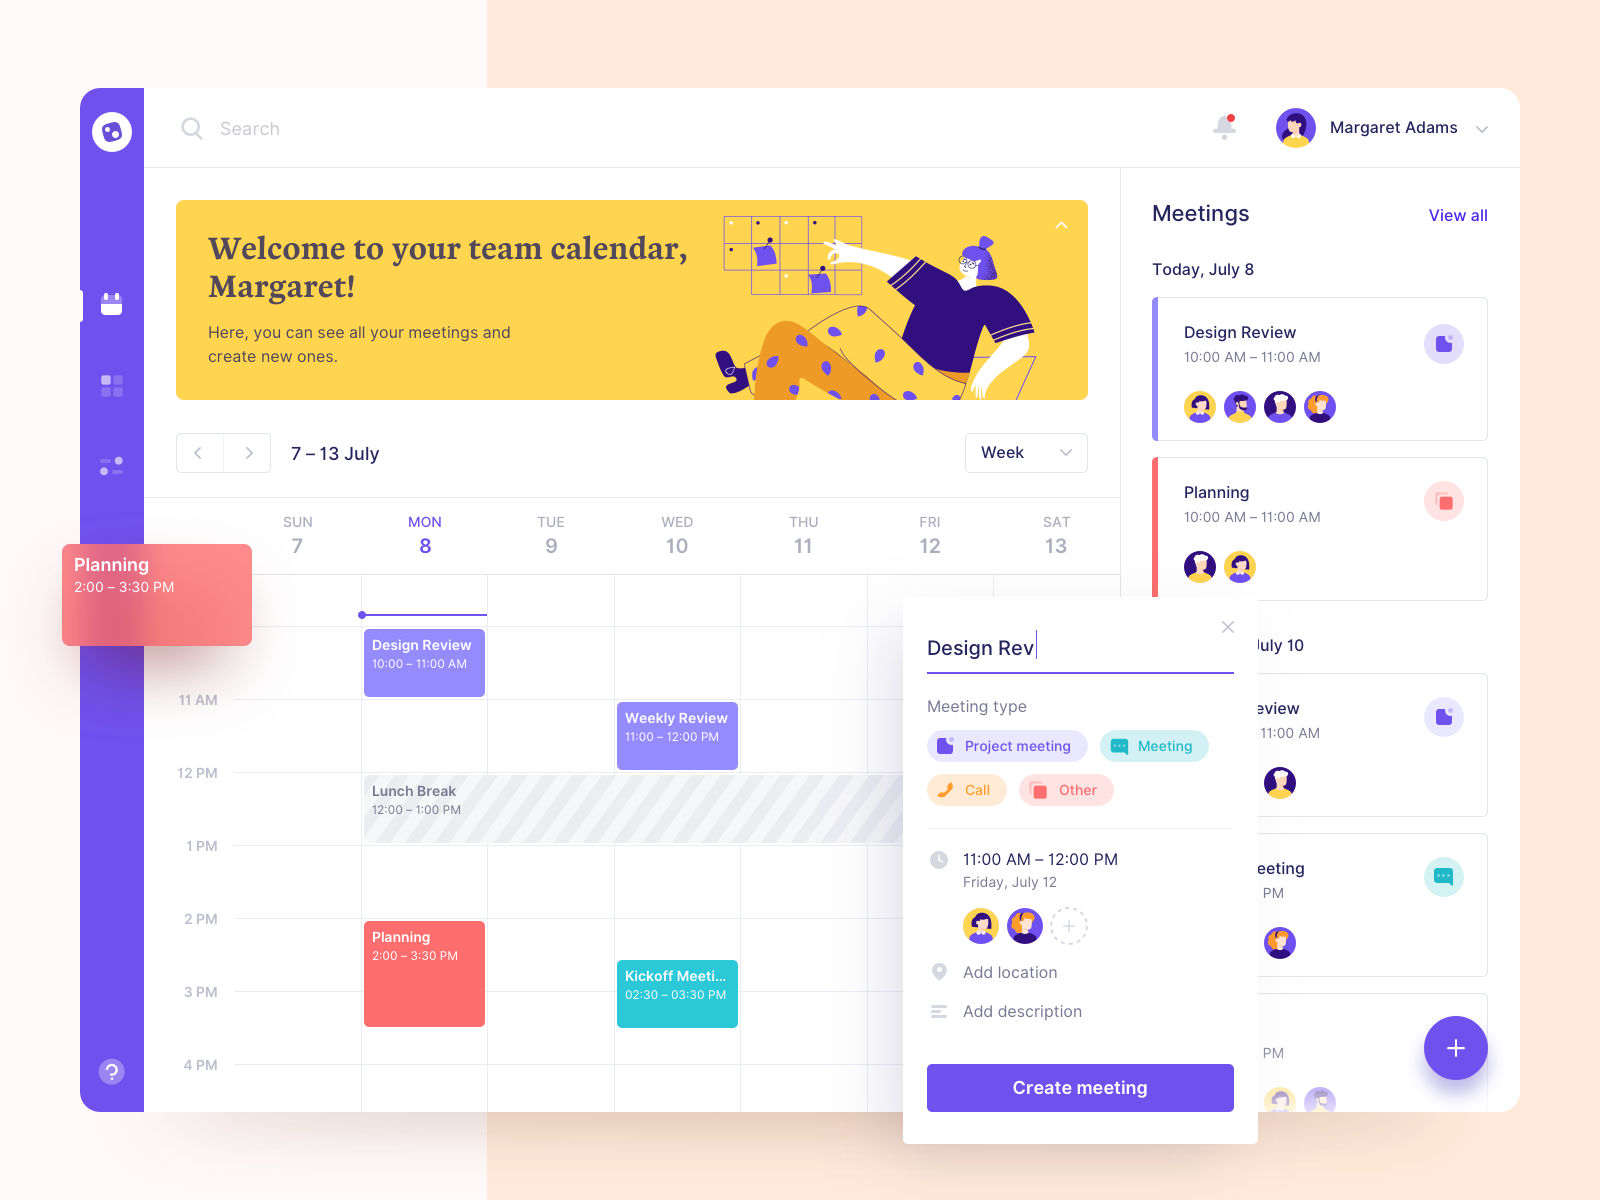 Search
Margaret Adams
Welcome to your team calendar,
Margaret!
Here, you can see all your meetings and
create new ones.
7 – 13 July
Week
SUN
7
MON
8
TUE
9
WED
10
THU
11
FRI
12
SAT
13
Planning
2:00 – 3:30 PM
11 AM
12 PM
1 PM
2 PM
3 PM
4 PM
Design Review
10:00 – 11:00 AM
Weekly Review
11:00 – 12:00 PM
Lunch Break
12:00 – 1:00 PM
Planning
2:00 – 3:30 PM
Kickoff Meeti...
02:30 – 03:30 PM
Design Rev
Meeting type
Project meeting
Meeting
Call
Other
11:00 AM – 12:00 PM
Friday, July 12
Add location
Add description
Create meeting
Meetings
View all
Today, July 8
Design Review
10:00 AM – 11:00 AM
Planning
10:00 AM – 11:00 AM
July 10
eview
11:00 AM
eeting
PM
PM
?